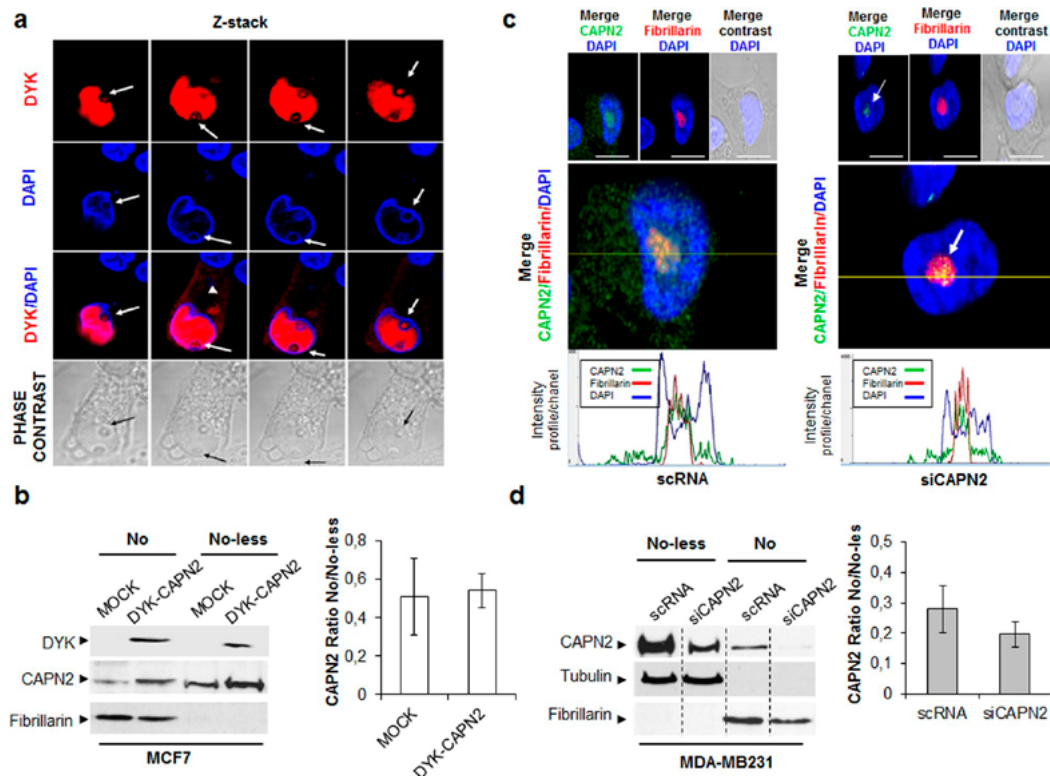 a
Z-stack
DYK
DAPI
DYK/DAPI
PHASE
CONTRAST
b
No
No-less
MOCK
DYK-CAPN2
MOCK
DYK-CAPN2
DYK
CAPN2
Fibrillarin
MCF7
CAPN2 Ratio No/No-less
0,8
0,6
0,4
0,2
0
MOCK
DYK-CAPN2
c
Merge
CAPN2
DAPI
Merge
Fibrillarin
DAPI
Merge
contrast
DAPI
Merge
CAPN2/Fibrillarin/DAPI
Intensity
profile/chanel
CAPN2
Fibrillarin
DAPI
scRNA
Merge
CAPN2
DAPI
Merge
Fibrillarin
DAPI
Merge
contrast
DAPI
Merge
CAPN2/Fibrillarin/DAPI
Intensity
profile/chanel
CAPN2
Fibrillarin
DAPI
siCAPN2
d
No-less
No
scRNA
siCAPN2
scRNA
siCAPN2
CAPN2
Tubulin
Fibrillarin
MDA-MB231
CAPN2 Ratio No/No-les
0,5
0,4
0,3
0,2
0,1
0
scRNA
siCAPN2